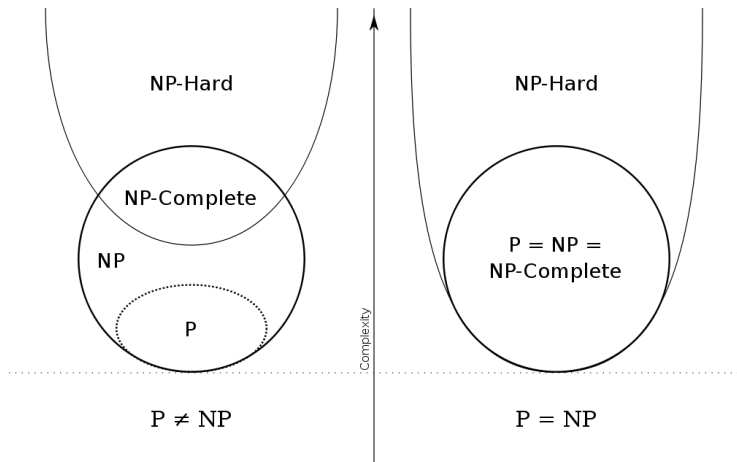 NP-Hard
NP-Complete
NP
P
P ≠ NP
Complexity
NP-Hard
P = NP =
NP-Complete
P = NP